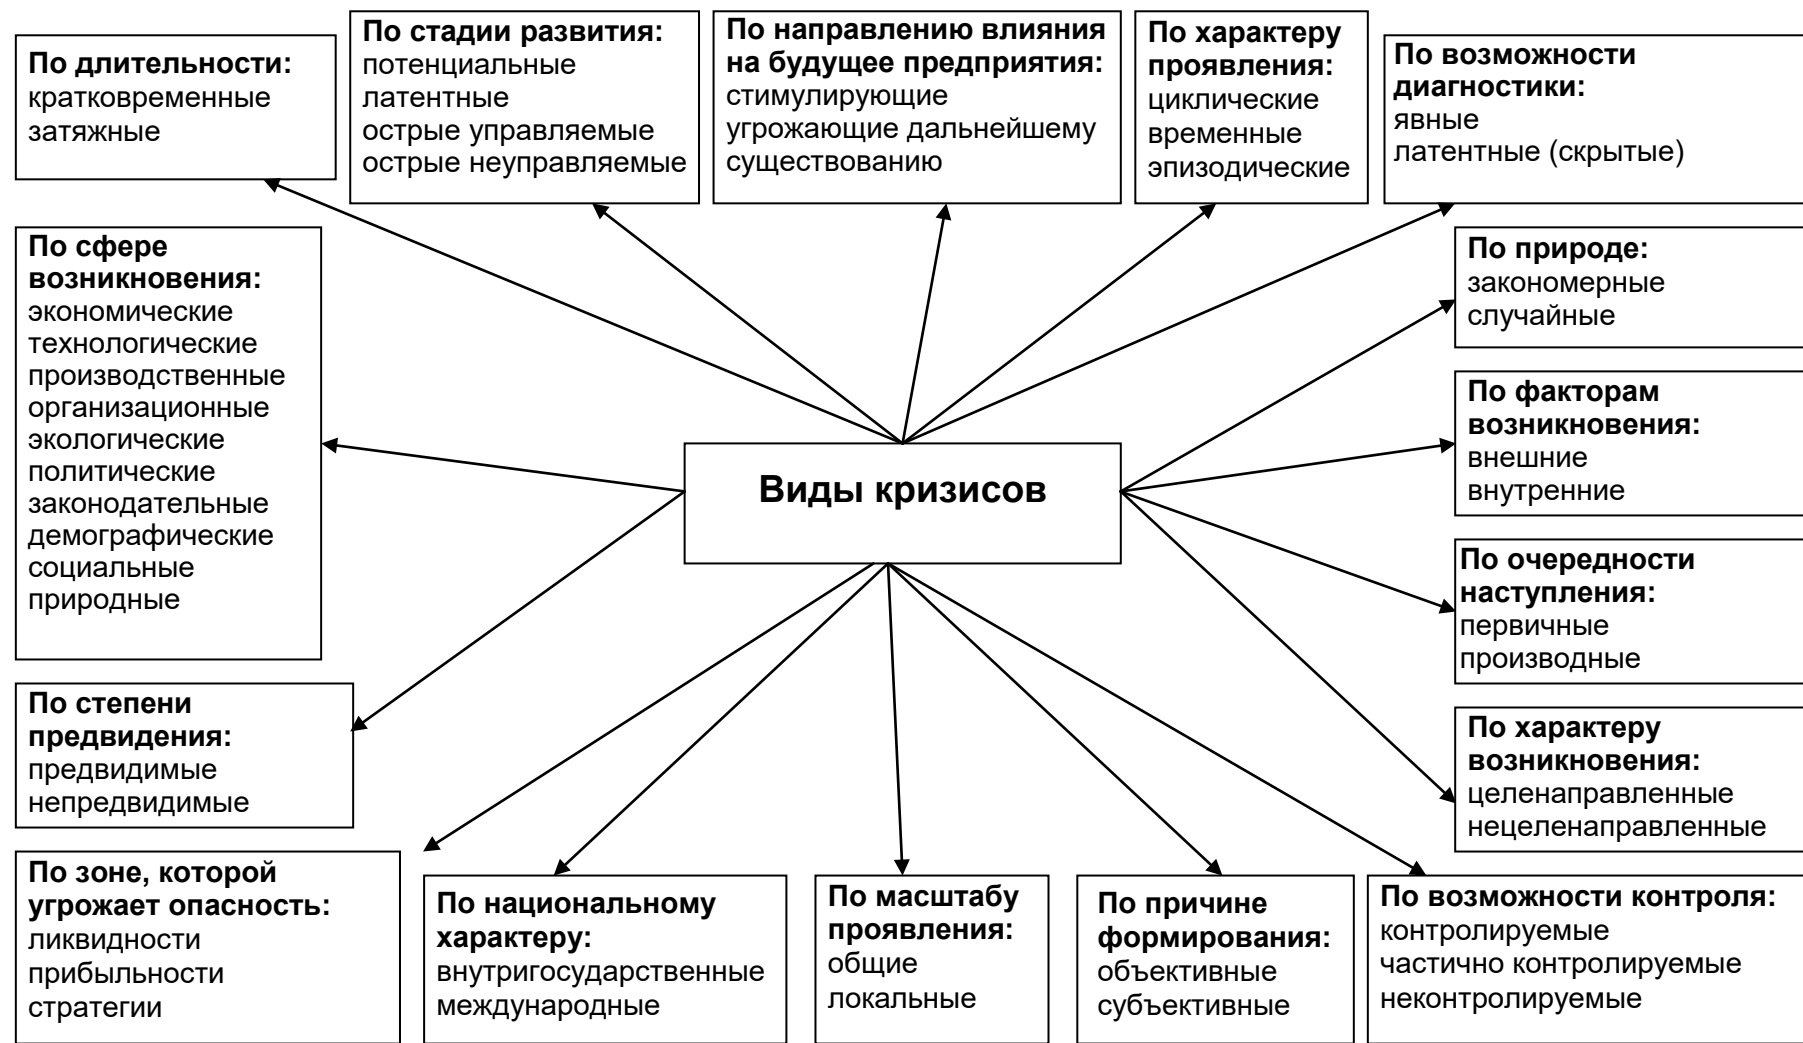 По длительности:
кратковременные
затяжные
По стадии развития:
потенциальные
латентные
острые управляемые
острые неуправляемые
По направлению влияния
на будущее предприятия:
стимулирующие
угрожающие дальнейшему
существованию
По характеру
проявления:
циклические
временные
эпизодические
По возможности
диагностики:
явные
латентные (скрытые)
По сфере
возникновения:
экономические
технологические
производственные
организационные
экологические
политические
законодательные
демографические
социальные
природные
По природе:
закономерные
случайные
По факторам
возникновения:
внешние
внутренние
Виды кризисов
По очередности
наступления:
первичные
производные
По степени
предвидения:
предвидимые
непредвидимые
По характеру
возникновения:
целенаправленные
нецеленаправленные
По зоне, которой
угрожает опасность:
ликвидности
прибыльности
стратегии
По национальному
характеру:
внутригосударственные
международные
По масштабу
проявления:
общие
локальные
По причине
формирования:
объективные
субъективные
По возможности контроля:
контролируемые
частично контролируемые
неконтролируемые